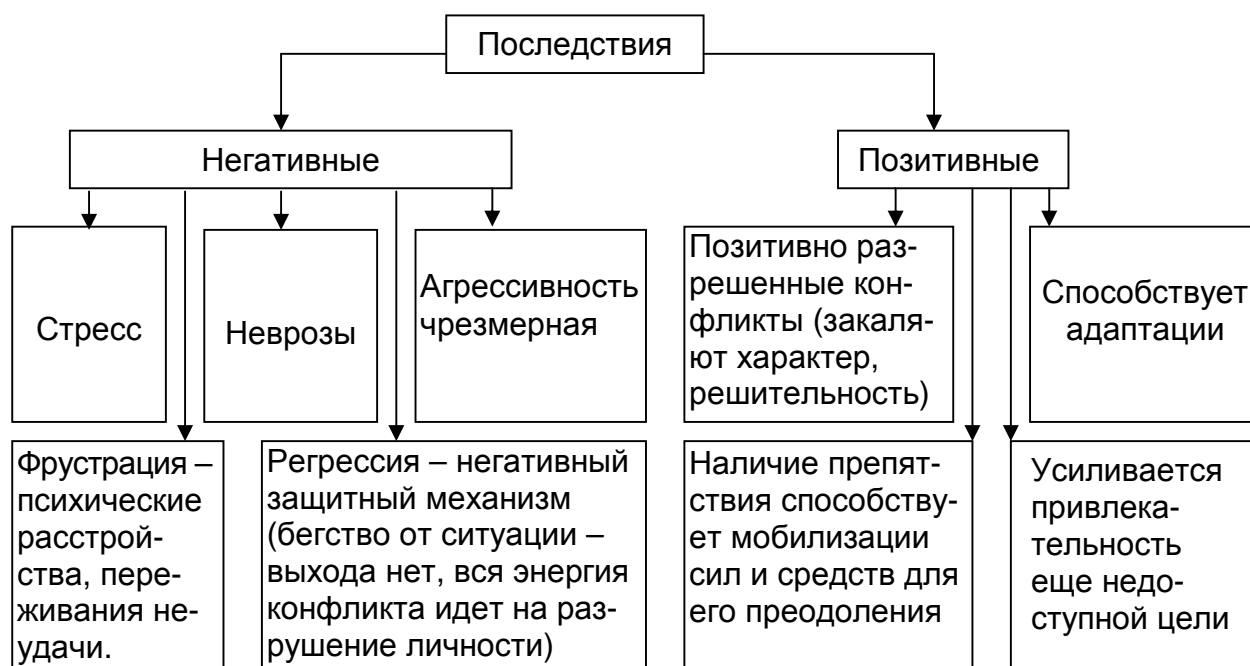 Последствия
Негативные
Позитивные
Стресс
Неврозы
Агрессивность
чрезмерная
Позитивно раз-
решенные кон-
фликты (закаля-
ют характер,
решительность)
Способствует
адаптации
Фрустрация –
психические
расстрой-
ства, пере-
живания не-
удачи.
Регрессия – негативный
защитный механизм
(бегство от ситуации –
выхода нет, вся энергия
конфликта идет на раз-
рушение личности)
Наличие препят-
ствия способству-
ет мобилизации
сил и средств для
его преодоления
Усиливается
привлека-
тельность
еще недо-
ступной цели